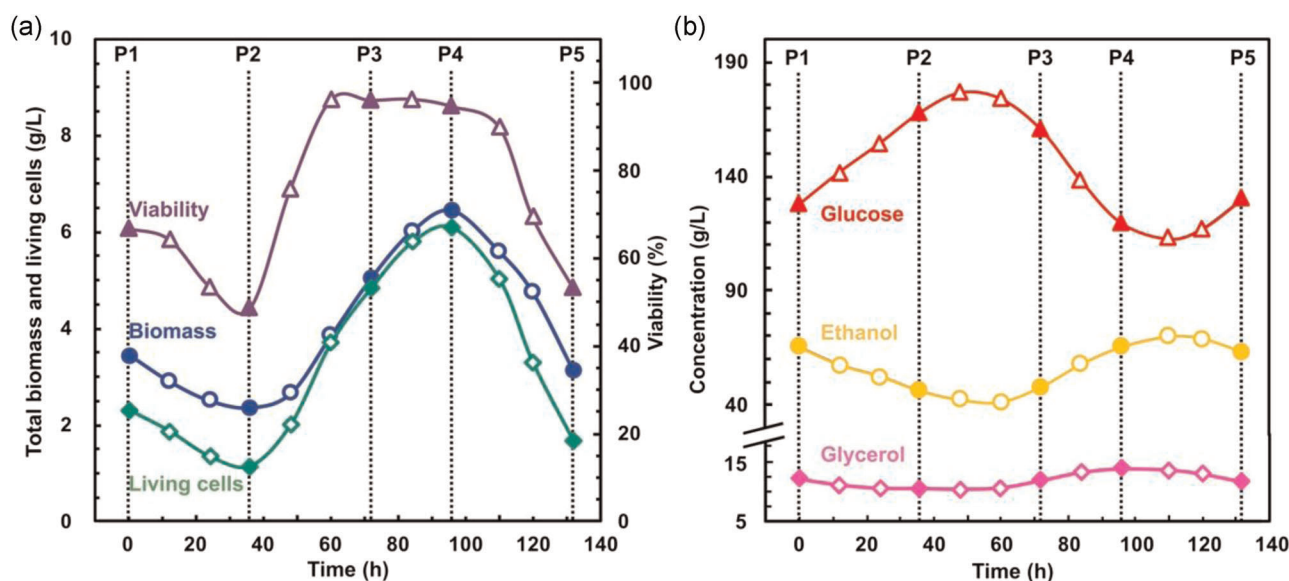 (a)
P1 P2 P3 P4 P5
10
8
6
4
2
0
Total biomass and living cells (g/L)
Viability
Biomass
Living cells
100
80
60
40
20
0
Viability (%)
0 20 40 60 80 100 120 140
Time (h)
(b)
P1 P2 P3 P4 P5
190
140
90
40
15
5
Concentration (g/L)
Glucose
Ethanol
Glycerol
0 20 40 60 80 100 120 140
Time (h)